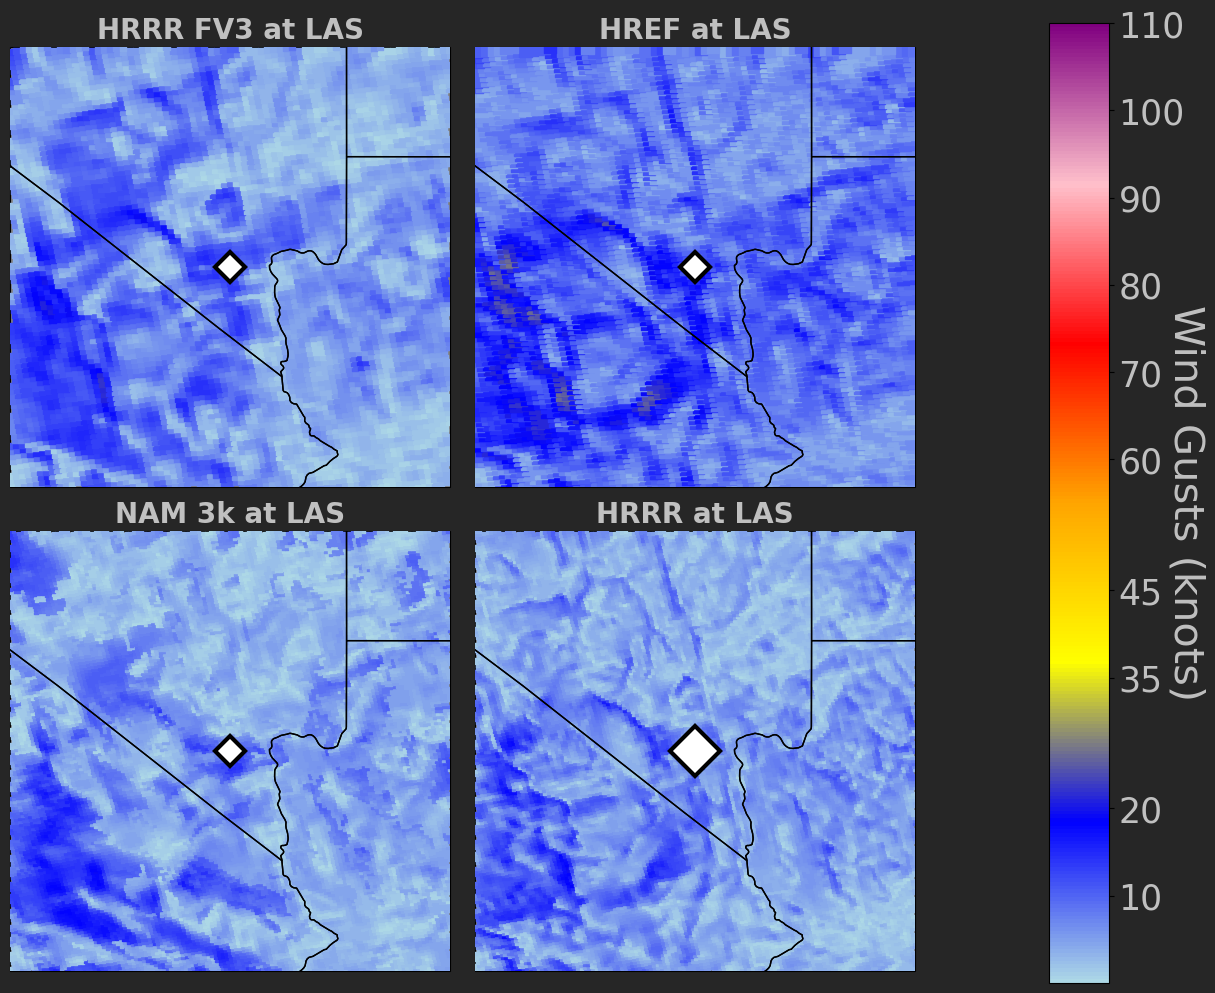 HRRR FV3 at LAS
HREF at LAS
NAM 3k at LAS
HRRR at LAS
110
100
90
80
70
60
45
35
20
10
Wind Gusts (knots)